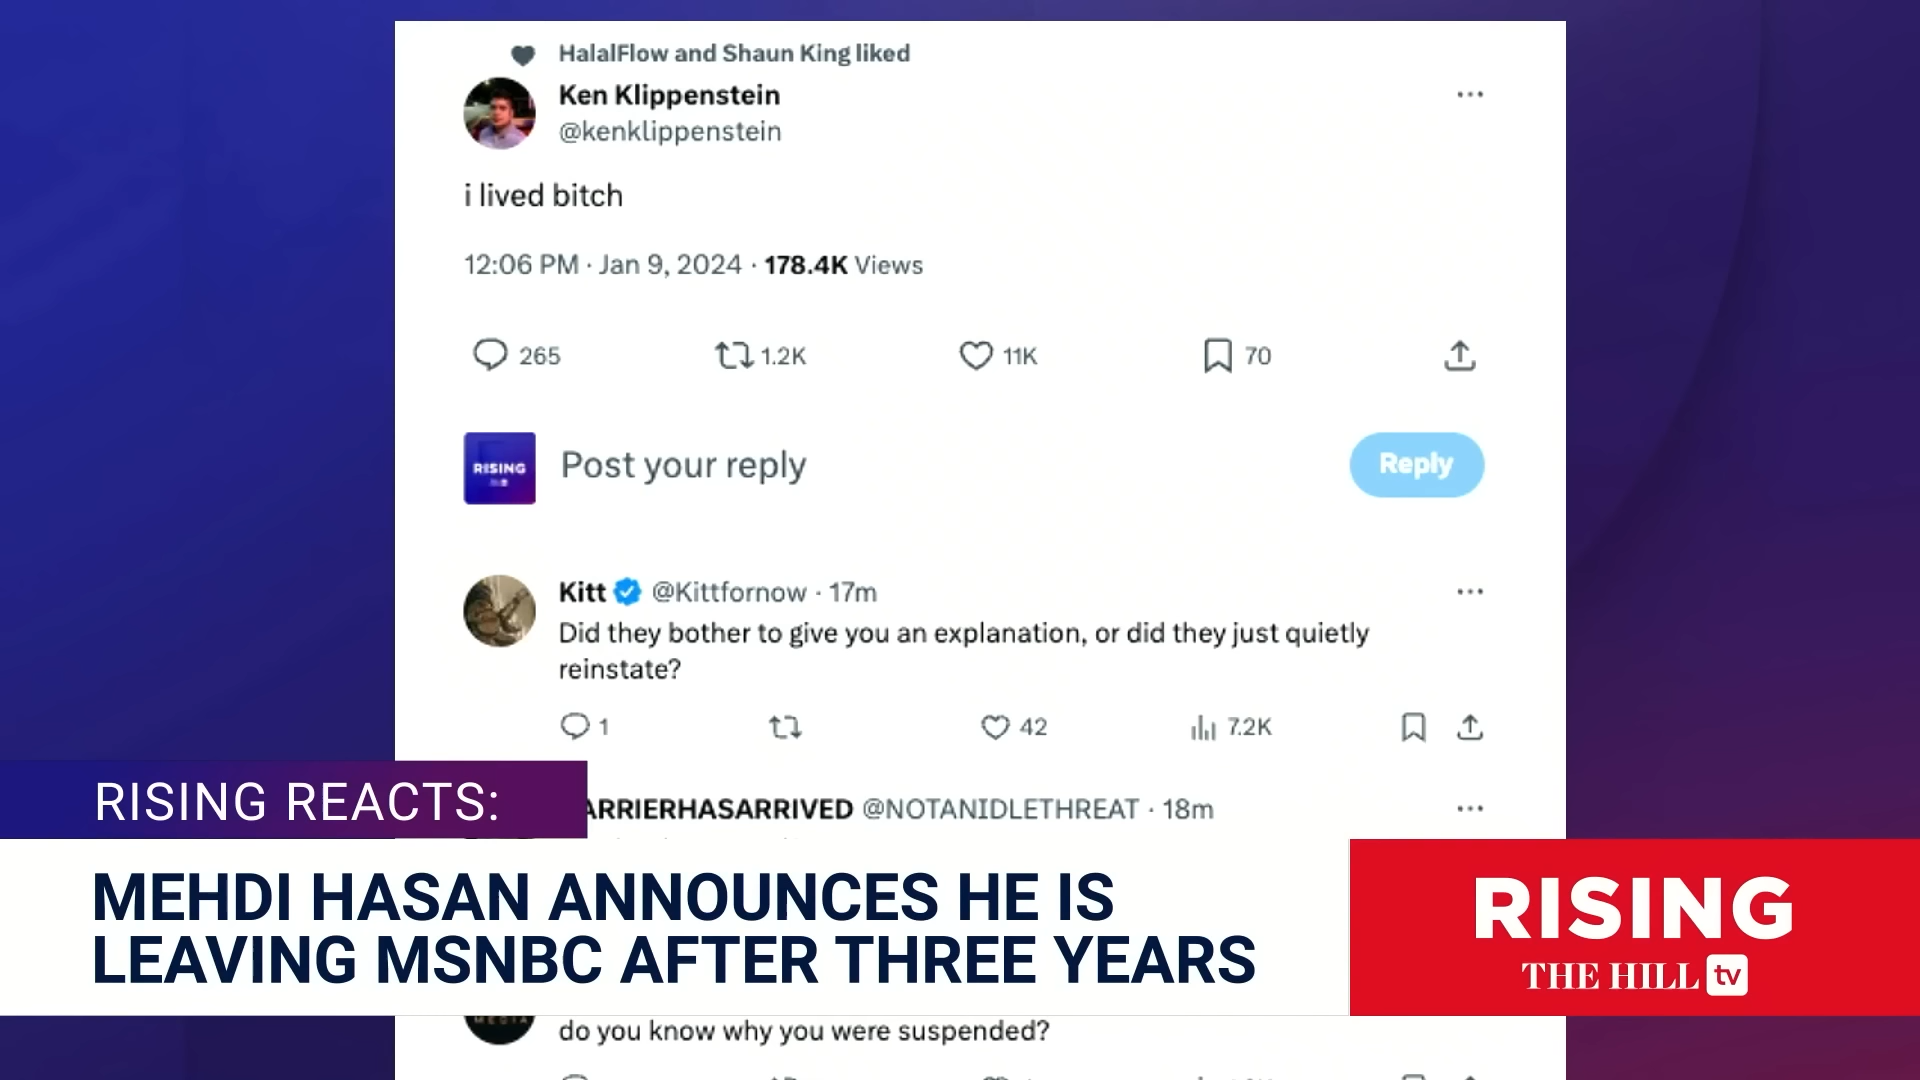 HalalFlow and Shaun King liked
Ken Klippenstein
@kenklippenstein
i lived bitch
12:06 PM · Jan 9, 2024 · 178.4K Views
265 1.2K 11K 70
RISING
Post your reply
Reply
Kitt @Kittfornow · 17m
Did they bother to give you an explanation, or did they just quietly
reinstate?
1 42 7.2K
ARRIERHASARRIVED @NOTANIDLETHREAT · 18m
RISING REACTS:
MEHDI HASAN ANNOUNCES HE IS
LEAVING MSNBC AFTER THREE YEARS
RISING
THE HILL tv
MEDIA
do you know why you were suspended?